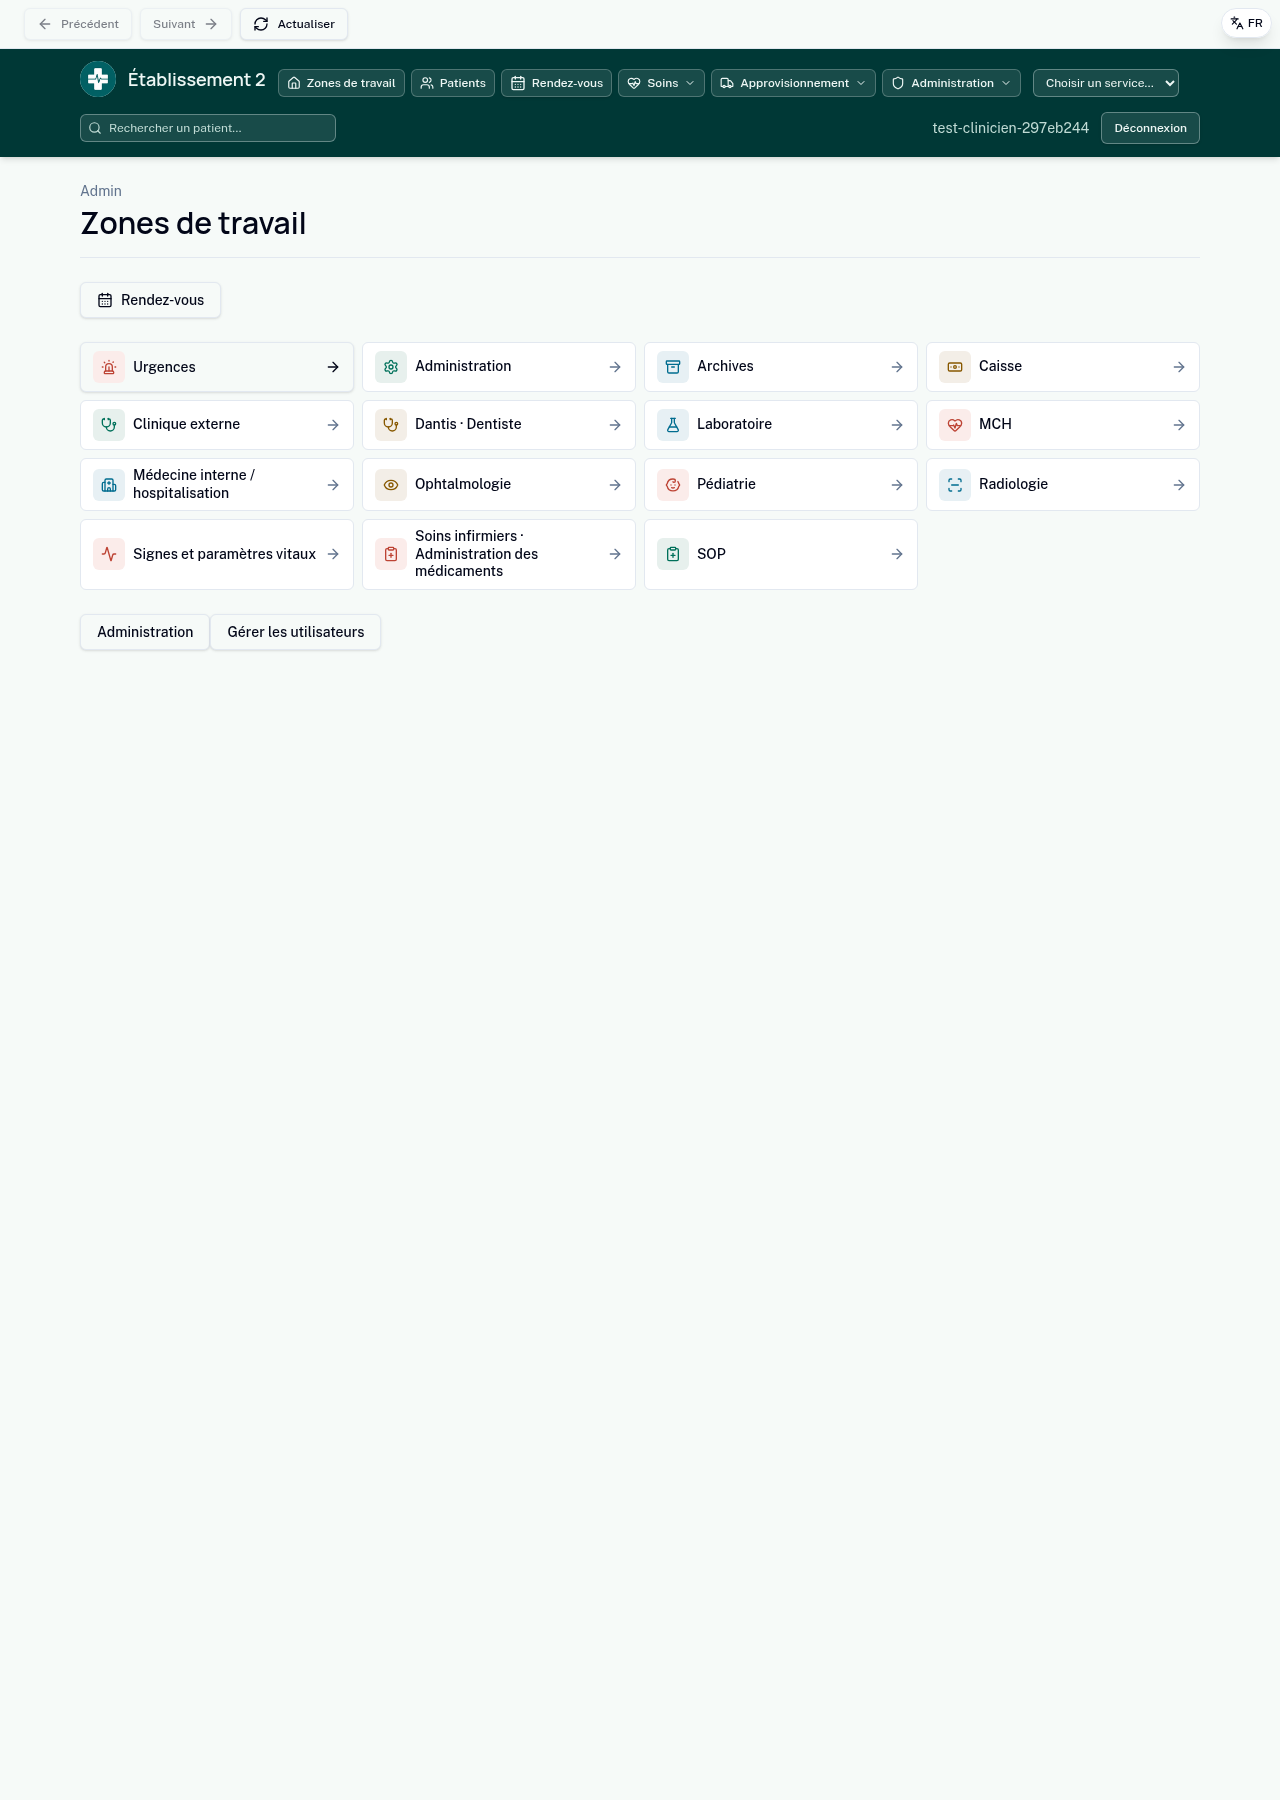 Précédent
Suivant
Actualiser
FR
Établissement 2
Zones de travail
Patients
Rendez-vous
Soins
Approvisionnement
Administration
Choisir un service...
Rechercher un patient...
test-clinicien-297eb244
Déconnexion
Admin
Zones de travail
Rendez-vous
Urgences
Administration
Archives
Caisse
Clinique externe
Dantis · Dentiste
Laboratoire
MCH
Médecine interne /
hospitalisation
Ophtalmologie
Pédiatrie
Radiologie
Signes et paramètres vitaux
Soins infirmiers ·
Administration des
médicaments
SOP
Administration
Gérer les utilisateurs